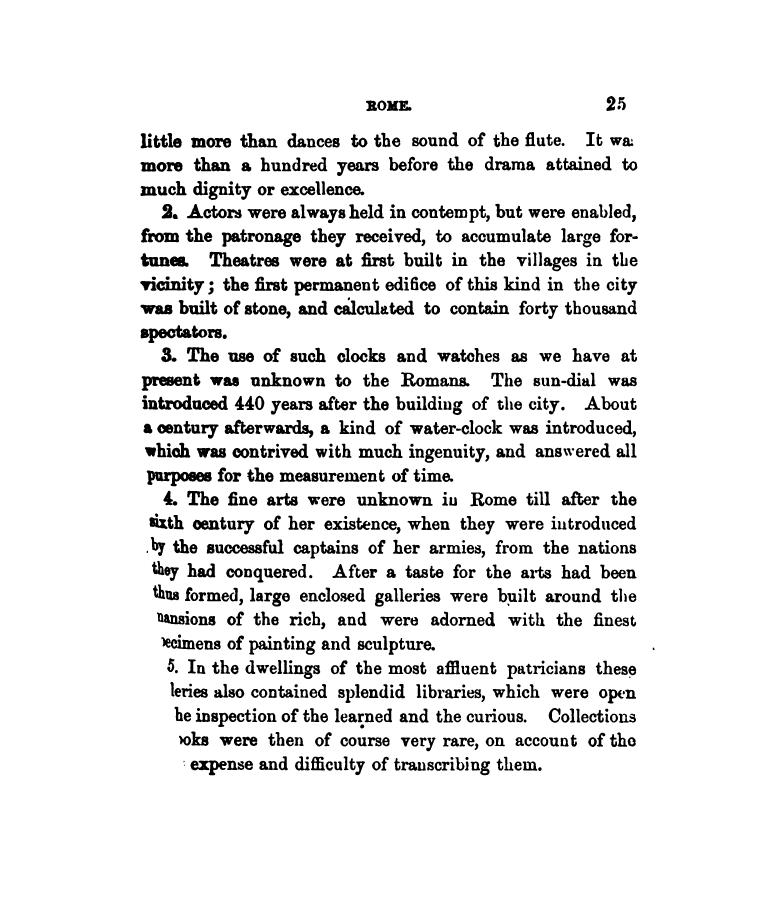 ROME. 25
little more than dances to the sound of the flute. It wa
more than a hundred years before the drama attained to
much dignity or excellence.
2. Actors were always held in contempt, but were enabled,
from the patronage they received, to accumulate large for-
tunes. Theatres were at first built in the villages in the
vicinity; the first permanent edifice of this kind in the city
was built of stone, and calculated to contain forty thousand
spectators.
3. The use of such clocks and watches as we have at
present was unknown to the Romans. The sun-dial was
introduced 440 years after the building of the city. About
a century afterwards, a kind of water-clock was introduced,
which was contrived with much ingenuity, and answered all
purposes for the measurement of time.
4. The fine arts were unknown in Rome till after the
sixth century of her existence, when they were introduced
by the successful captains of her armies, from the nations
they had conquered. After a taste for the arts had been
thus formed, large enclosed galleries were built around the
nansions of the rich, and were adorned with the finest
ecimens of painting and sculpture.
5. In the dwellings of the most affluent patricians these
leries also contained splendid libraries, which were open
he inspection of the learned and the curious. Collections
oks were then of course very rare, on account of the
expense and difficulty of transcribing them.